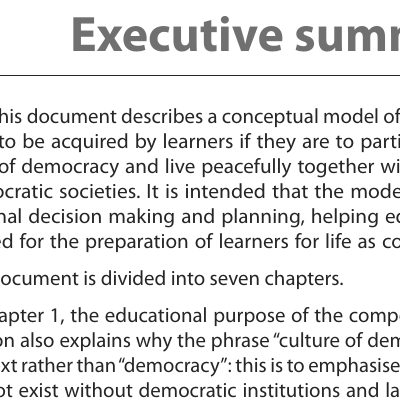 Executive summ
his document describes a conceptual model of
to be acquired by learners if they are to parti
of democracy and live peacefully together wi
ocratic societies. It is intended that the mode
nal decision making and planning, helping e
d for the preparation of learners for life as co
ocument is divided into seven chapters.
apter 1, the educational purpose of the comp
on also explains why the phrase “culture of dem
xt rather than “democracy”: this is to emphasise
ot exist without democratic institutions and la